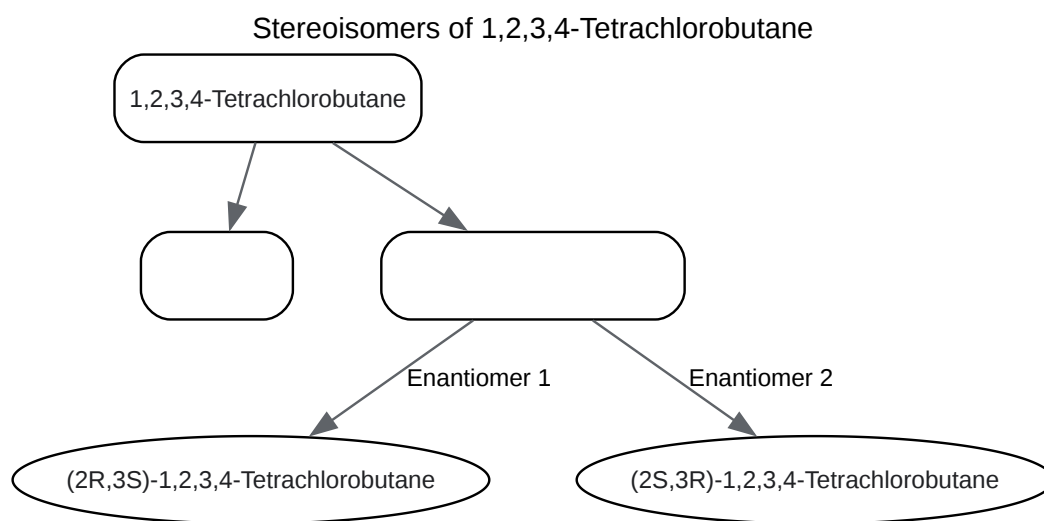 Stereoisomers of 1,2,3,4-Tetrachlorobutane
1,2,3,4-Tetrachlorobutane
Enantiomer 1
Enantiomer 2
(2R,3S)-1,2,3,4-Tetrachlorobutane
(2S,3R)-1,2,3,4-Tetrachlorobutane